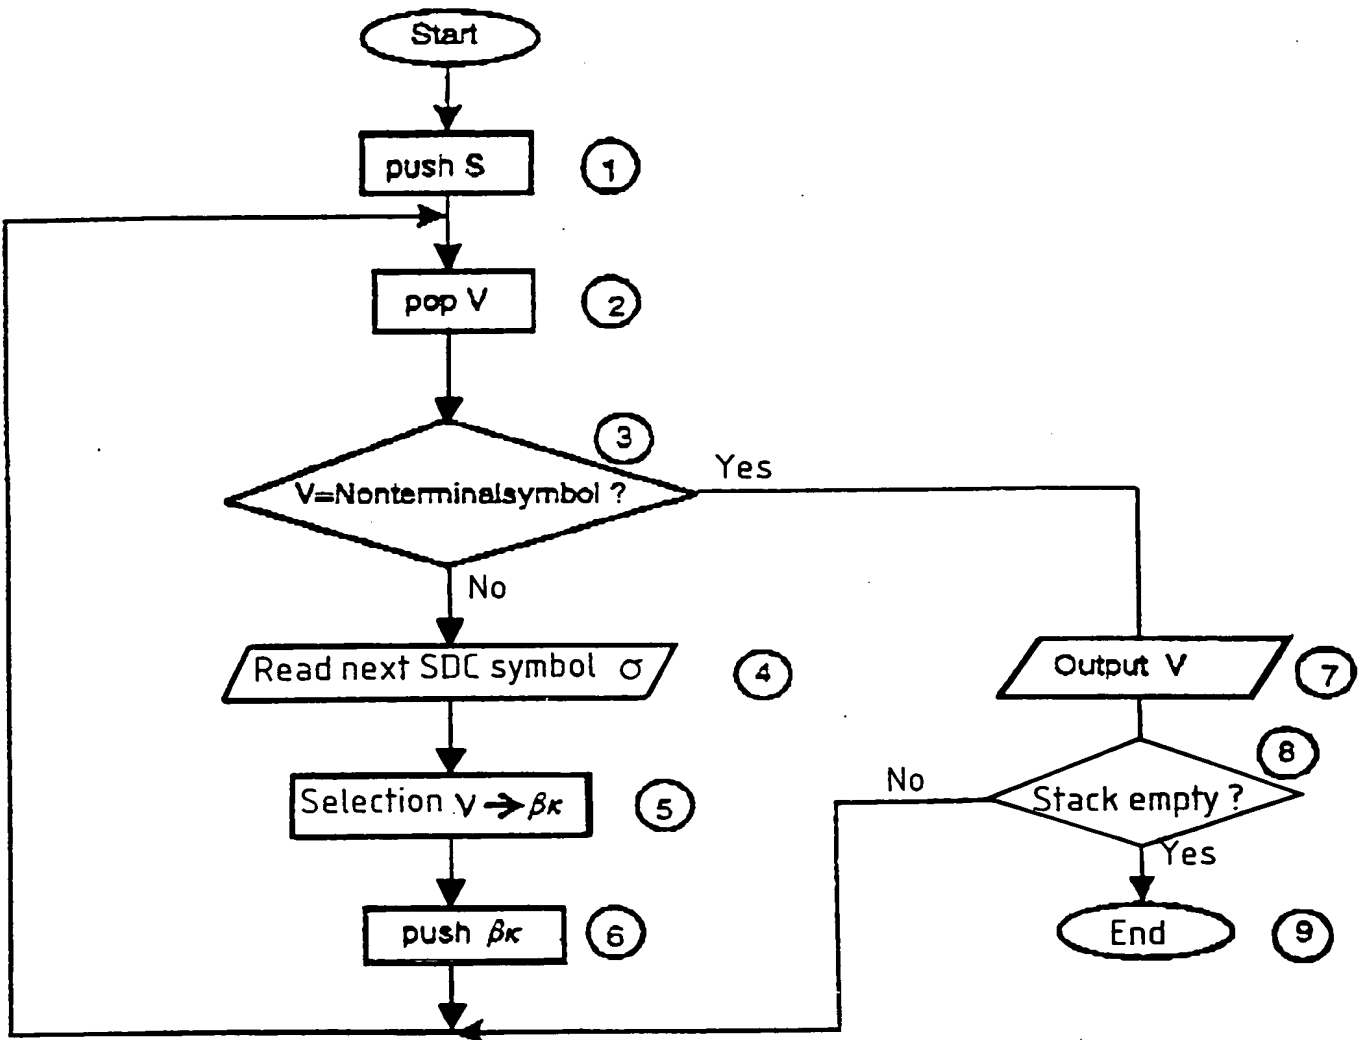 Start
push S
1
pop V
2
3
V=Nonterminalsymbol ?
Yes
No
Read next SDC symbol σ
4
Output V
7
8
No
Stack empty ?
Selection V → βκ
5
Yes
push βκ
6
End
9